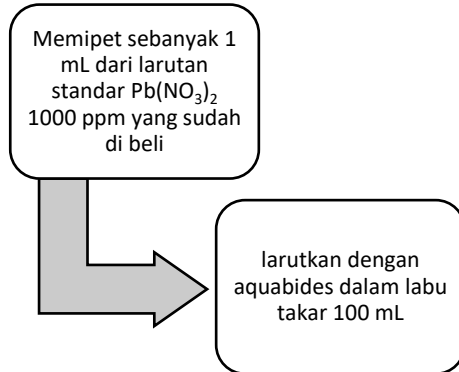 Memipet sebanyak 1
mL dari larutan
standar Pb(NO₃)₂
1000 ppm yang sudah
di beli
larutkan dengan
aquabides dalam labu
takar 100 mL